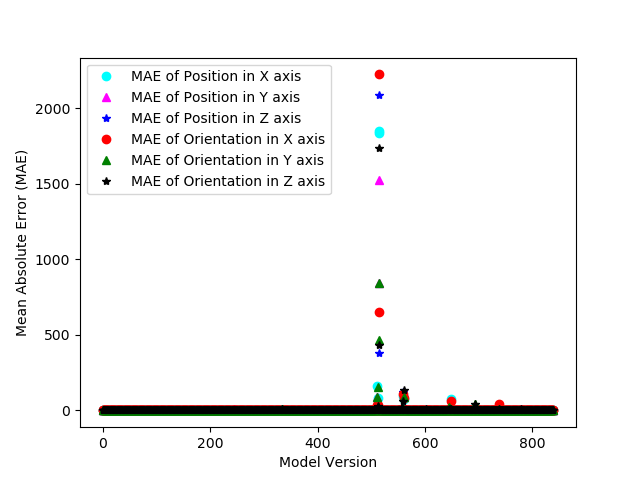 MAE of Position in X axis
MAE of Position in Y axis
MAE of Position in Z axis
MAE of Orientation in X axis
MAE of Orientation in Y axis
MAE of Orientation in Z axis
Mean Absolute Error (MAE)
2000
1500
1000
500
0
0 200 400 600 800
Model Version